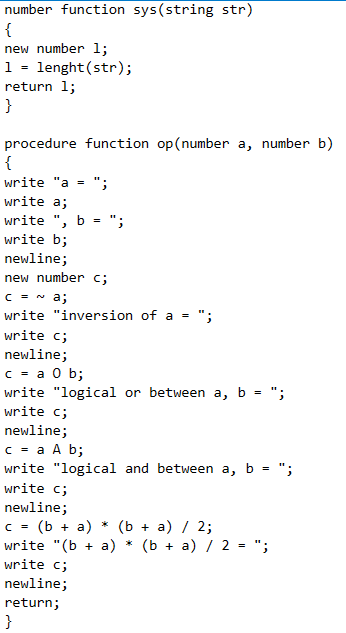 number function sys(string str)
{
new number l;
l = lenght(str);
return l;
}

procedure function op(number a, number b)
{
write "a = ";
write a;
write ", b = ";
write b;
newline;
new number c;
c = ~ a;
write "inversion of a = ";
write c;
newline;
c = a O b;
write "logical or between a, b = ";
write c;
newline;
c = a A b;
write "logical and between a, b = ";
write c;
newline;
c = (b + a) * (b + a) / 2;
write "(b + a) * (b + a) / 2 = ";
write c;
newline;
return;
}